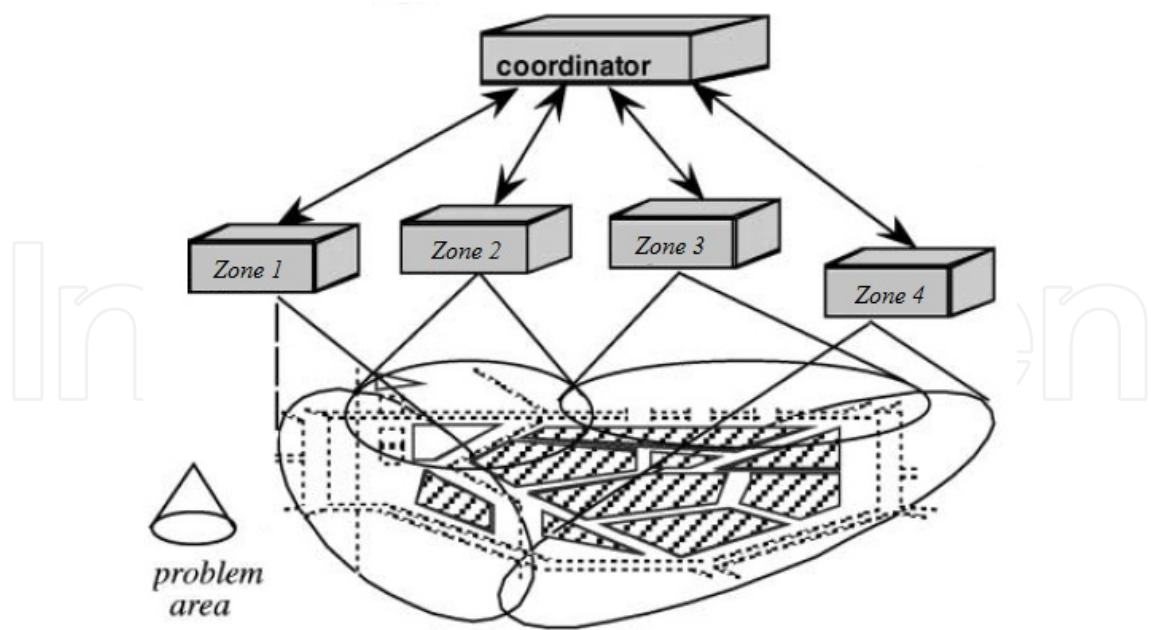 coordinator
Zone 1
Zone 2
Zone 3
Zone 4
problem
area